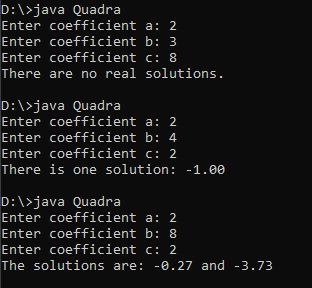 D:\>java Quadra
Enter coefficient a: 2
Enter coefficient b: 3
Enter coefficient c: 8
There are no real solutions.
D:\>java Quadra
Enter coefficient a: 2
Enter coefficient b: 4
Enter coefficient c: 2
There is one solution: -1.00
D:\>java Quadra
Enter coefficient a: 2
Enter coefficient b: 8
Enter coefficient c: 2
The solutions are: -0.27 and -3.73